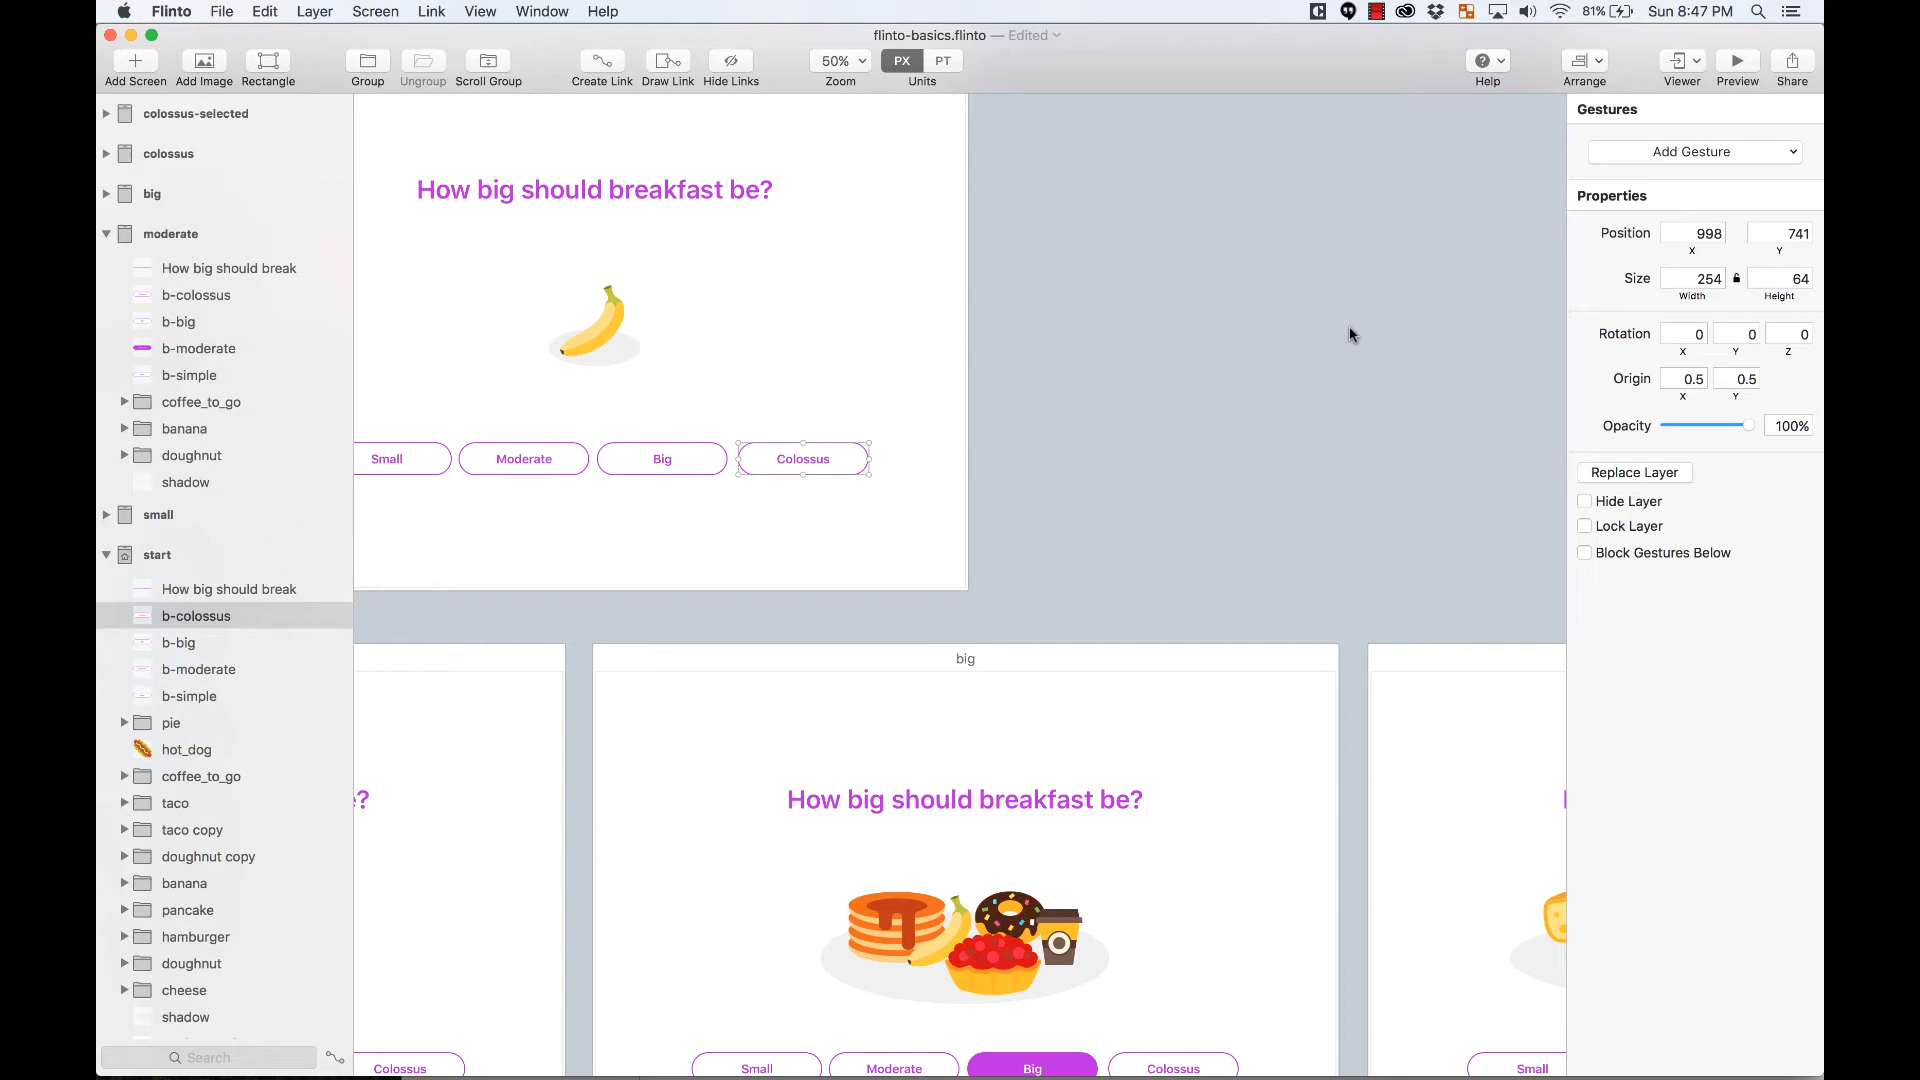 Flinto File Edit Layer Screen Link View Window Help
81% Sun 8:47 PM
flinto-basics.flinto — Edited
Add Screen Add Image Rectangle Group Ungroup Scroll Group Create Link Draw Link Hide Links
50% Zoom
PX PT
Units
Help Arrange Viewer Preview Share
colossus-selected
colossus
big
moderate
How big should break
b-colossus
b-big
b-moderate
b-simple
coffee_to_go
banana
doughnut
shadow
small
start
How big should break
b-colossus
b-big
b-moderate
b-simple
pie
hot_dog
coffee_to_go
taco
taco copy
doughnut copy
banana
pancake
hamburger
doughnut
cheese
shadow
Search
How big should breakfast be?
Small Moderate Big Colossus
e?
Colossus
big
How big should breakfast be?
Small Moderate Big Colossus
Small
Gestures
Add Gesture
Properties
Position 998 741
X Y
Size 254 64
Width Height
Rotation 0 0 0
X Y Z
Origin 0.5 0.5
X Y
Opacity 100%
Replace Layer
Hide Layer
Lock Layer
Block Gestures Below